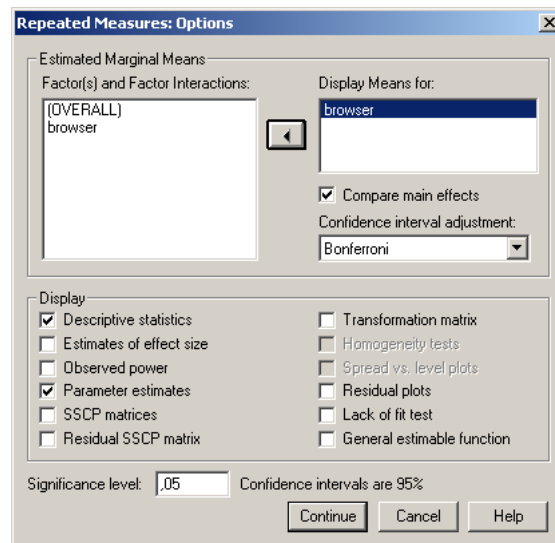 Repeated Measures: Options
Estimated Marginal Means
Factor(s) and Factor Interactions:
(OVERALL)
browser
Display Means for:
browser
Compare main effects
Confidence interval adjustment:
Bonferroni
Display
Descriptive statistics
Estimates of effect size
Observed power
Parameter estimates
SSCP matrices
Residual SSCP matrix
Transformation matrix
Homogeneity tests
Spread vs. level plots
Residual plots
Lack of fit test
General estimable function
Significance level: ,05 Confidence intervals are 95%
Continue Cancel Help